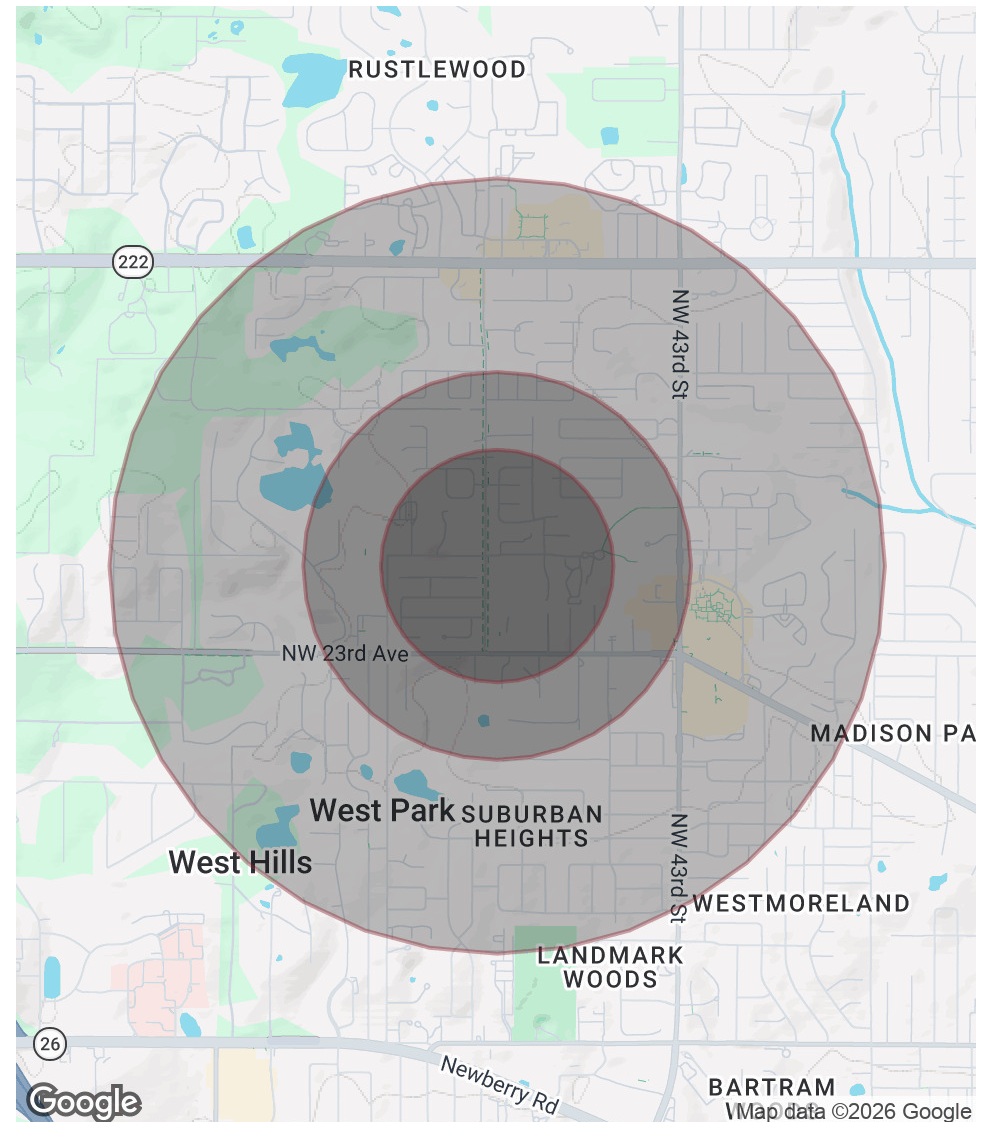 RUSTLEWOOD
222
NW 43rd St
NW 23rd Ave
MADISON PA
West Park
SUBURBAN
HEIGHTS
West Hills
NW 43rd St
WESTMORELAND
LANDMARK
WOODS
26
Newberry Rd
BARTRAM
Google
Map data ©2026 Google